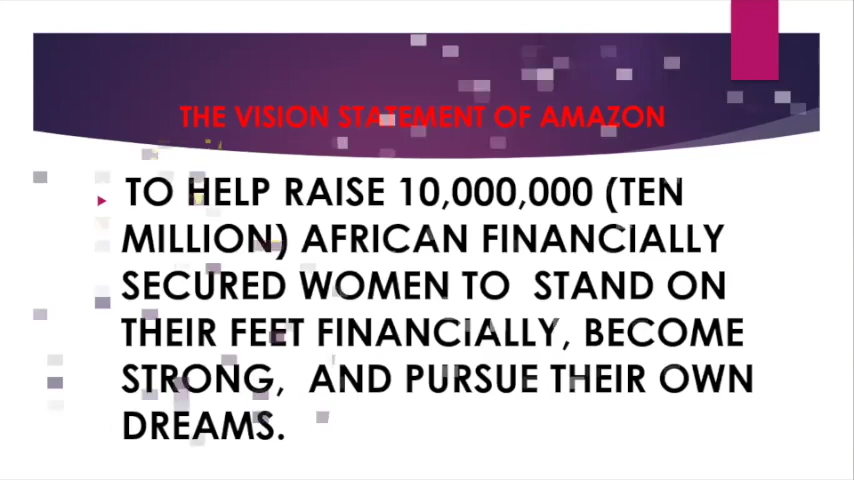 THE VISION STATEMENT OF AMAZON
TO HELP RAISE 10,000,000 (TEN
MILLION) AFRICAN FINANCIALLY
SECURED WOMEN TO STAND ON
THEIR FEET FINANCIALLY, BECOME
STRONG, AND PURSUE THEIR OWN
DREAMS.